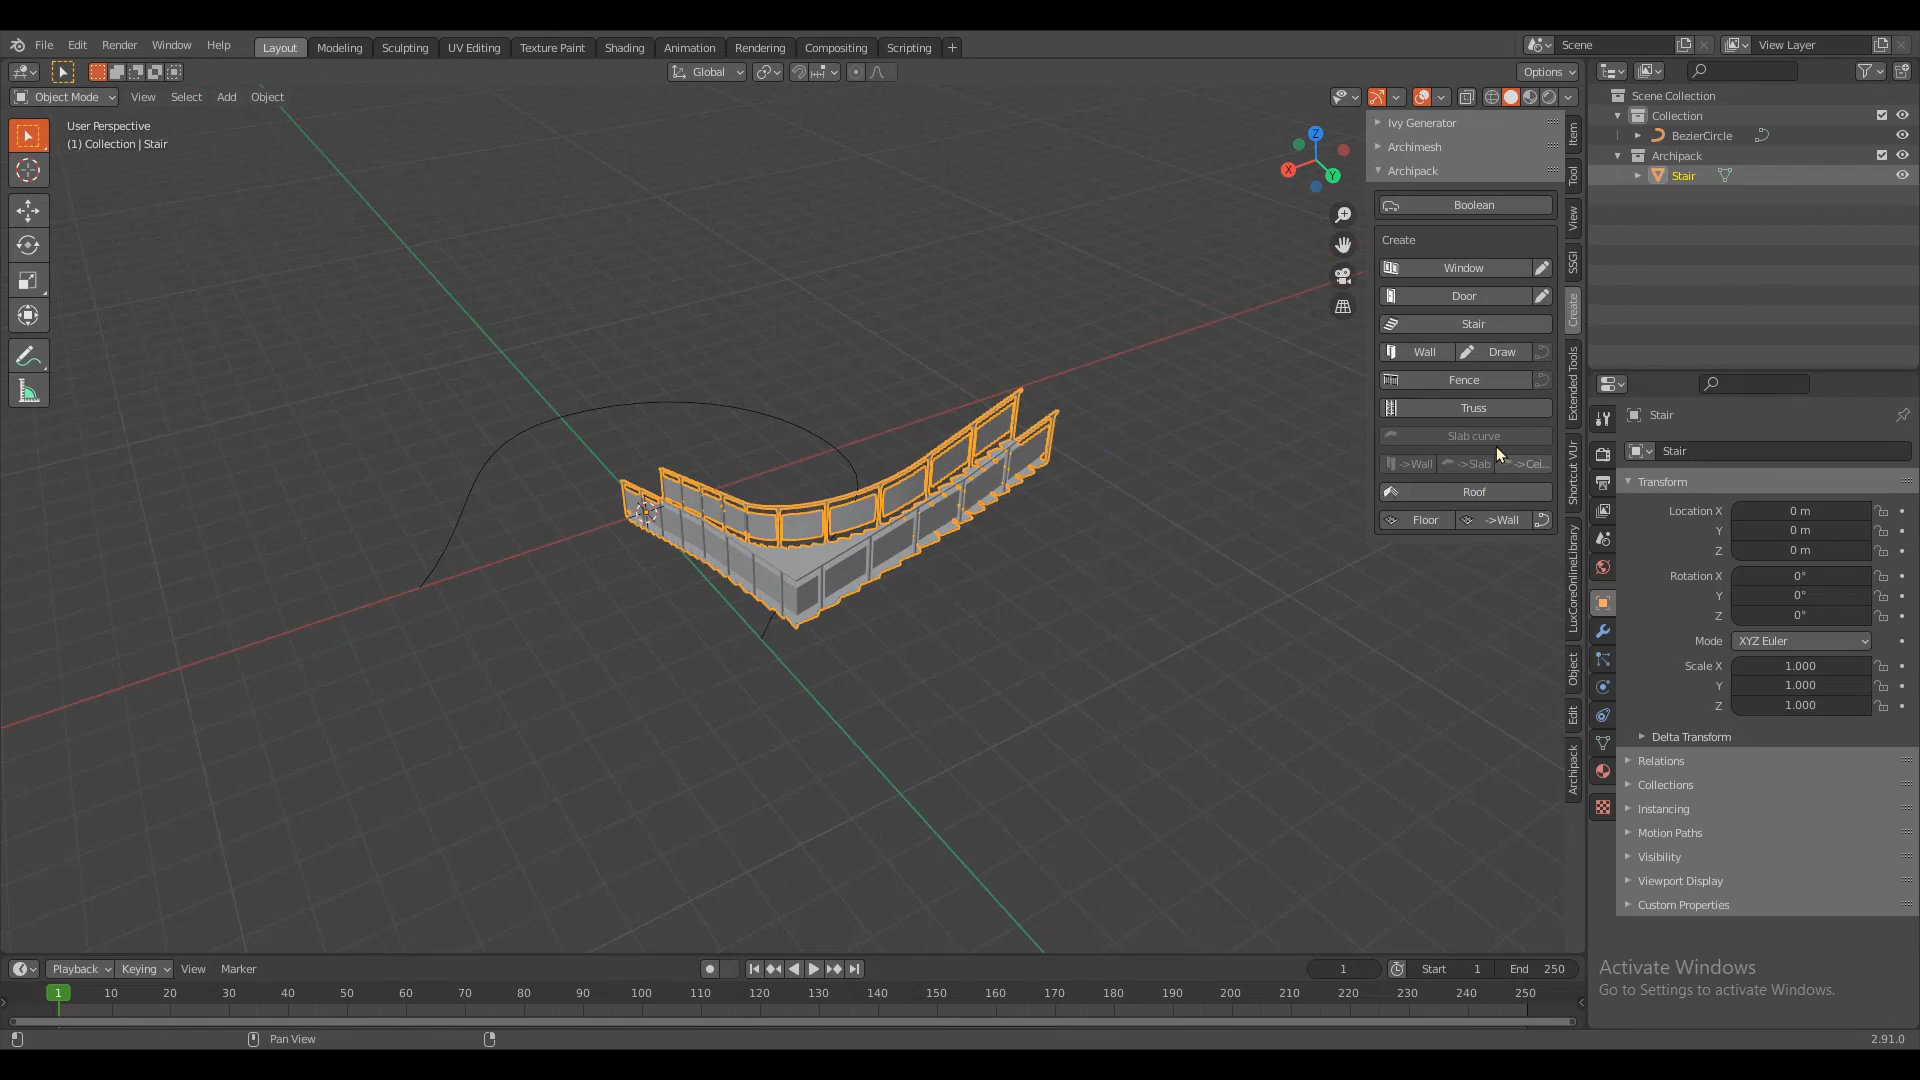 File Edit Render Window Help Layout Modeling Sculpting UV Editing Texture Paint Shading Animation Rendering Compositing Scripting + Scene View Layer
Global Options
Object Mode View Select Add Object
User Perspective
(1) Collection | Stair
Z
X
Y
Ivy Generator
Archimesh
Archipack
Boolean
Create
Window
Door
Stair
Wall Draw
Fence
Truss
Slab curve
->Wall ->Slab ->Cei...
Roof
Floor ->Wall
Item
Tool
View
SSGI
Create
Extended Tools
Shortcut VUr
LuxCoreOnlineLibrary
Object
Edit
Archipack
Scene Collection
Collection
BezierCircle
Archipack
Stair
Stair
Stair
Transform
Location X 0 m
Y 0 m
Z 0 m
Rotation X 0°
Y 0°
Z 0°
Mode XYZ Euler
Scale X 1.000
Y 1.000
Z 1.000
Delta Transform
Relations
Collections
Instancing
Motion Paths
Visibility
Viewport Display
Custom Properties
Activate Windows
Go to Settings to activate Windows.
Playback Keying View Marker 1 Start 1 End 250
1 10 20 30 40 50 60 70 80 90 100 110 120 130 140 150 160 170 180 190 200 210 220 230 240 250
Pan View 2.91.0